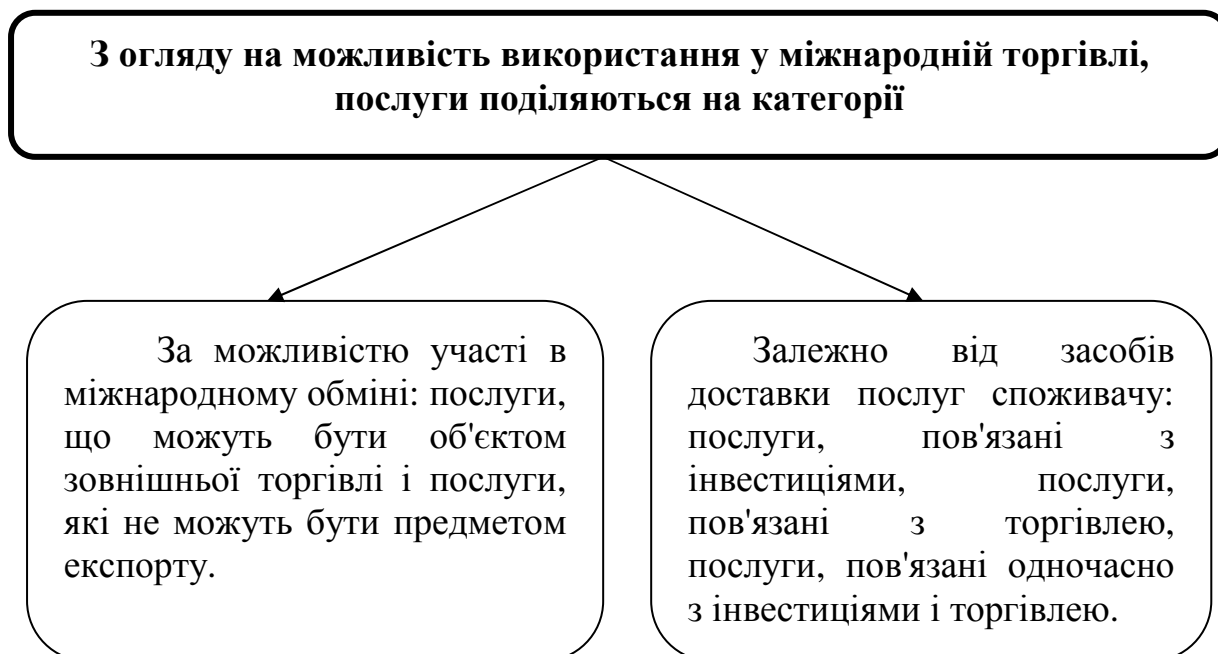 З огляду на можливість використання у міжнародній торгівлі,
послуги поділяються на категорії
За можливістю участі в
міжнародному обміні: послуги,
що можуть бути об'єктом
зовнішньої торгівлі і послуги,
які не можуть бути предметом
експорту.
Залежно від засобів
доставки послуг споживачу:
послуги, пов'язані з
інвестиціями, послуги,
пов'язані з торгівлею,
послуги, пов'язані одночасно
з інвестиціями і торгівлею.